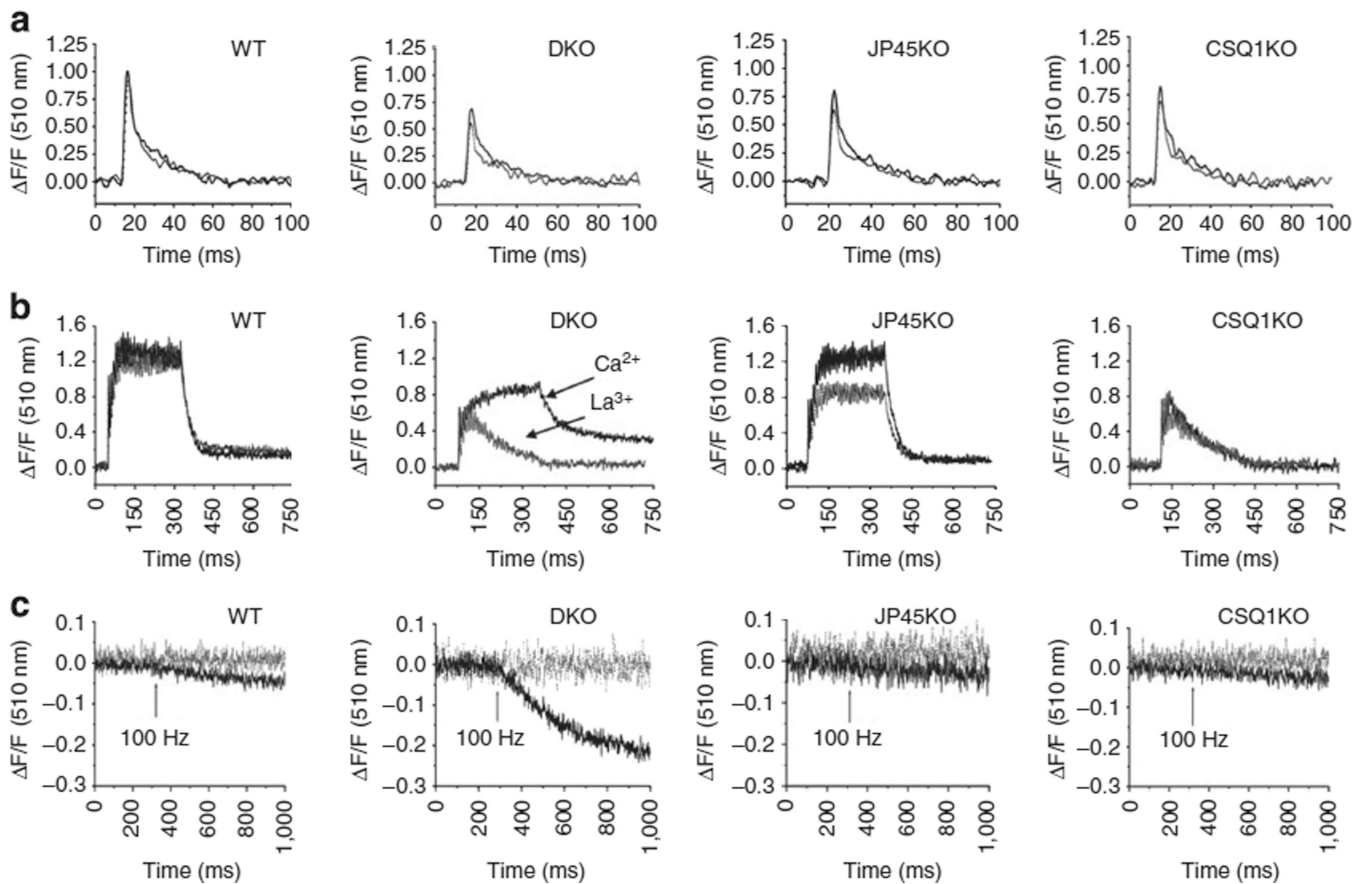 a
WT
DKO
JP45KO
CSQ1KO
ΔF/F (510 nm)
1.25
1.00
0.75
0.50
0.25
0.00
0 20 40 60 80 100
Time (ms)
ΔF/F (510 nm)
1.25
1.00
0.75
0.50
0.25
0.00
0 20 40 60 80 100
Time (ms)
ΔF/F (510 nm)
1.25
1.00
0.75
0.50
0.25
0.00
0 20 40 60 80 100
Time (ms)
ΔF/F (510 nm)
1.25
1.00
0.75
0.50
0.25
0.00
0 20 40 60 80 100
Time (ms)
b
WT
DKO
JP45KO
CSQ1KO
ΔF/F (510 nm)
1.6
1.2
0.8
0.4
0.0
0 150 300 450 600 750
Time (ms)
ΔF/F (510 nm)
1.6
1.2
0.8
0.4
0.0
Ca2+
La3+
0 150 300 450 600 750
Time (ms)
ΔF/F (510 nm)
1.6
1.2
0.8
0.4
0.0
0 150 300 450 600 750
Time (ms)
ΔF/F (510 nm)
1.6
1.2
0.8
0.4
0.0
0 150 300 450 600 750
Time (ms)
c
WT
DKO
JP45KO
CSQ1KO
ΔF/F (510 nm)
0.1
0.0
–0.1
–0.2
–0.3
100 Hz
0 200 400 600 800 1,000
Time (ms)
ΔF/F (510 nm)
0.1
0.0
–0.1
–0.2
–0.3
100 Hz
0 200 400 600 800 1,000
Time (ms)
ΔF/F (510 nm)
0.1
0.0
–0.1
–0.2
–0.3
100 Hz
0 200 400 600 800 1,000
Time (ms)
ΔF/F (510 nm)
0.1
0.0
–0.1
–0.2
–0.3
100 Hz
0 200 400 600 800 1,000
Time (ms)